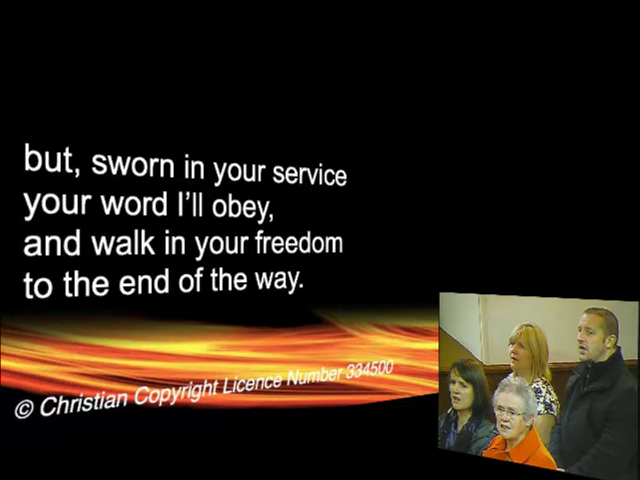 but, sworn in your service
your word I'll obey,
and walk in your freedom
to the end of the way.
© Christian Copyright Licence Number 334500